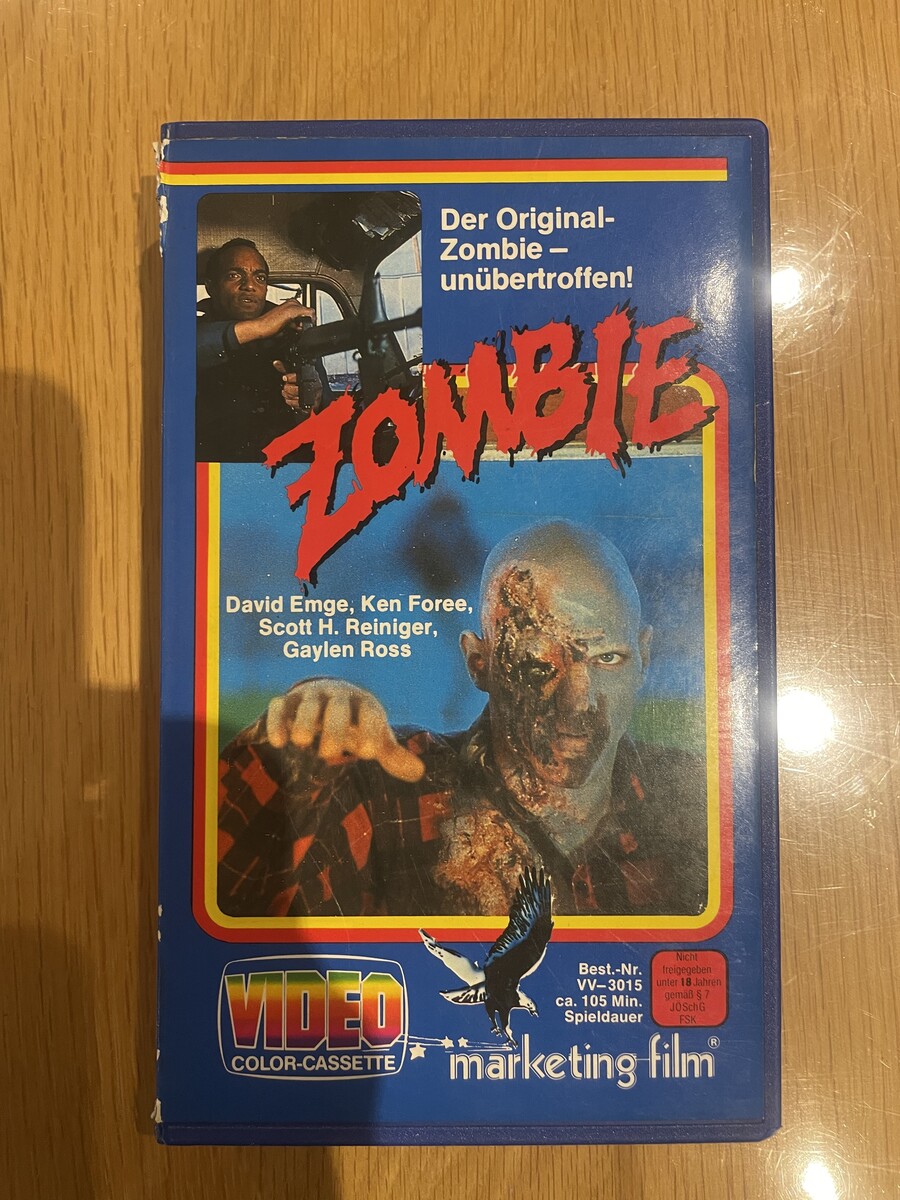 Der Original-
Zombie –
unübertroffen!
ZOMBIE
David Emge, Ken Foree,
Scott H. Reiniger,
Gaylen Ross
VIDEO
COLOR-CASSETTE
Best.-Nr.
VV–3015
ca. 105 Min.
Spieldauer
Nicht
freigegeben
unter 18 Jahren
gemäß § 7
JÖSchG
FSK
marketing film®